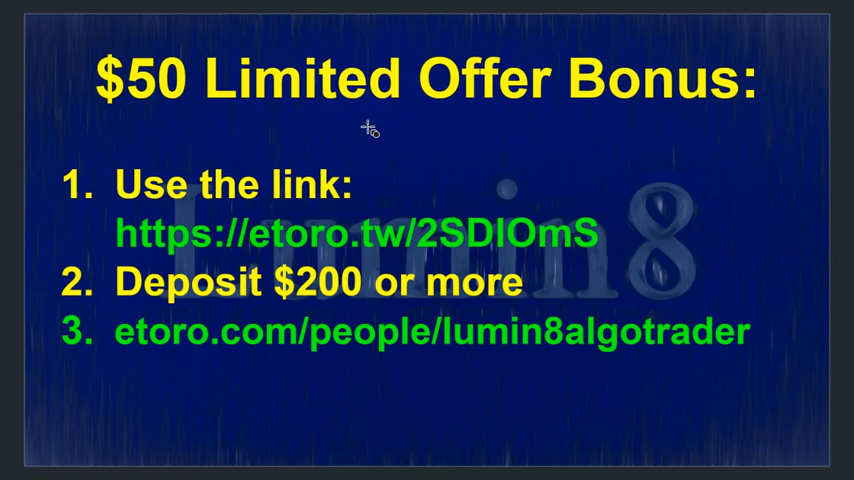 $50 Limited Offer Bonus:
1. Use the link:
https://etoro.tw/2SDIOmS
2. Deposit $200 or more
3. etoro.com/people/lumin8algotrader
Lumin8